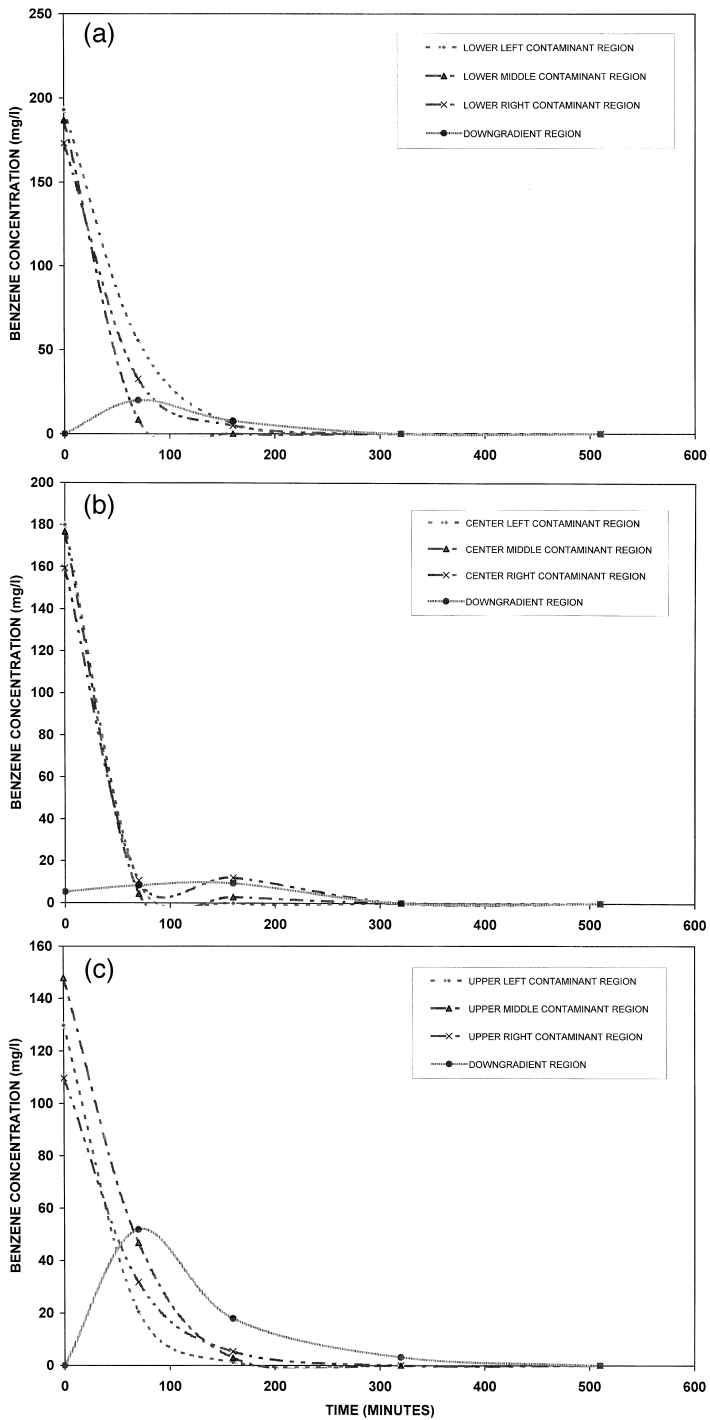 (a)
250
200
150
100
50
0
BENZENE CONCENTRATION (mg/l)
LOWER LEFT CONTAMINANT REGION
LOWER MIDDLE CONTAMINANT REGION
LOWER RIGHT CONTAMINANT REGION
DOWNGRADIENT REGION
0 100 200 300 400 500 600
(b)
200
180
160
140
120
100
80
60
40
20
0
BENZENE CONCENTRATION (mg/l)
CENTER LEFT CONTAMINANT REGION
CENTER MIDDLE CONTAMINANT REGION
CENTER RIGHT CONTAMINANT REGION
DOWNGRADIENT REGION
0 100 200 300 400 500 600
(c)
160
140
120
100
80
60
40
20
0
BENZENE CONCENTRATION (mg/l)
UPPER LEFT CONTAMINANT REGION
UPPER MIDDLE CONTAMINANT REGION
UPPER RIGHT CONTAMINANT REGION
DOWNGRADIENT REGION
0 100 200 300 400 500 600
TIME (MINUTES)